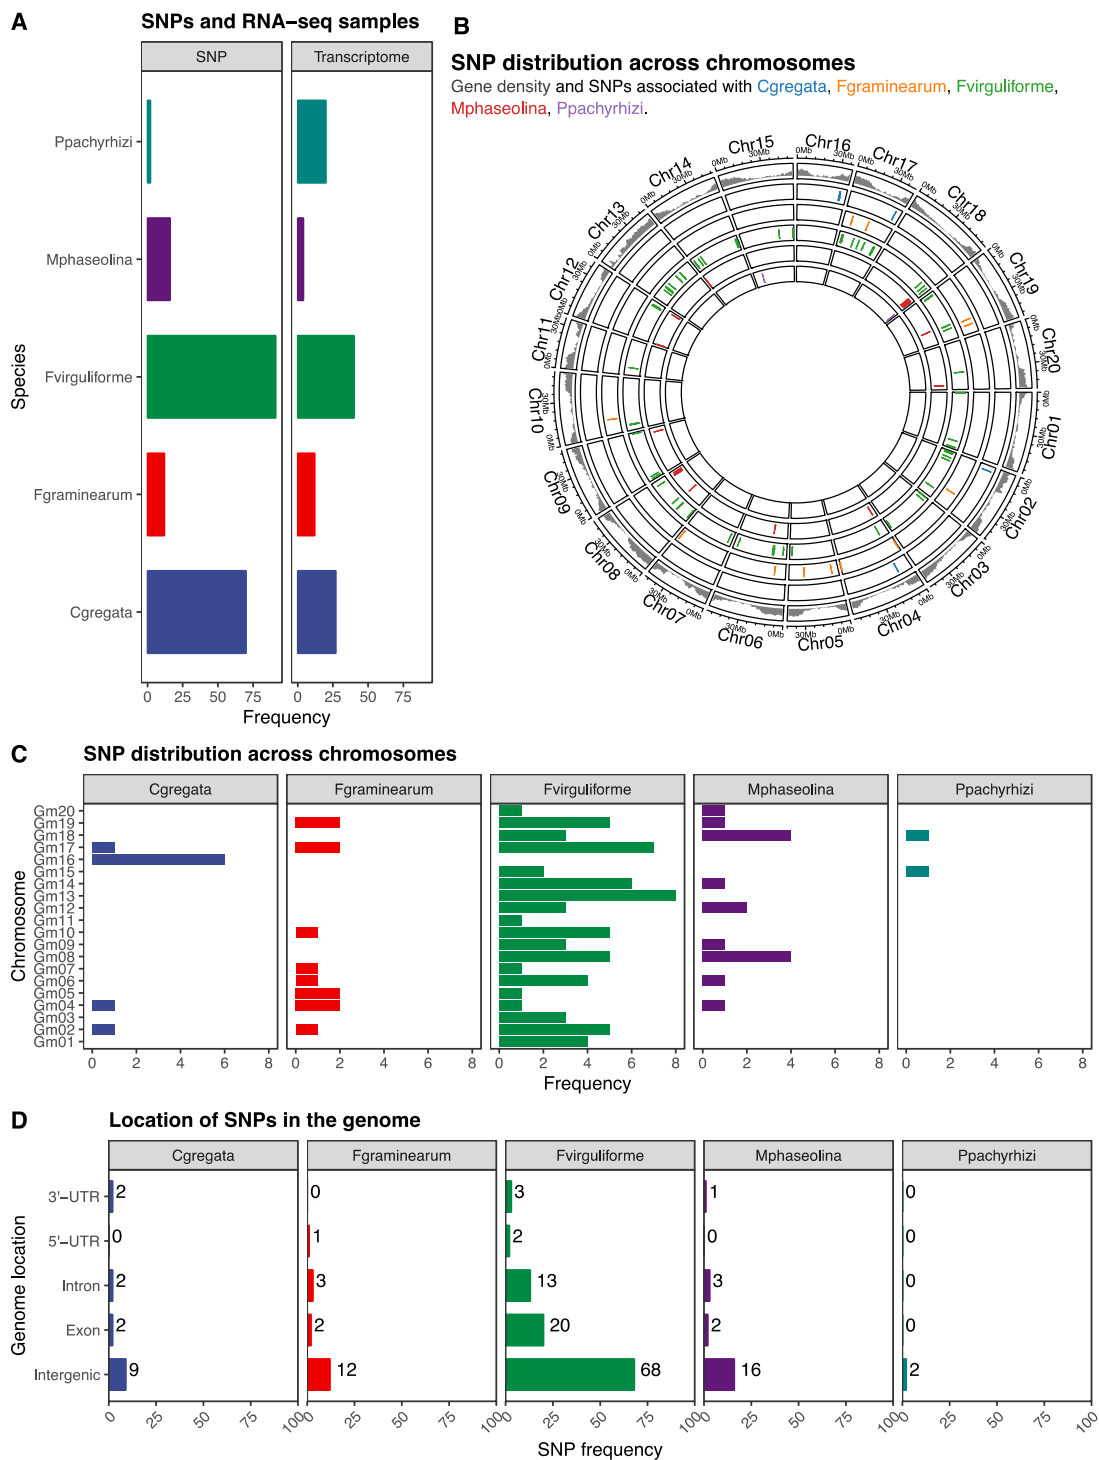 A
SNPs and RNA−seq samples
SNP
Transcriptome
Ppachyrhizi
Mphaseolina
Fvirguliforme
Fgraminearum
Cgregata
Species
0 25 50 75
0 25 50 75
Frequency
B
SNP distribution across chromosomes
Gene density and SNPs associated with Cgregata, Fgraminearum, Fvirguliforme,
Mphaseolina, Ppachyrhizi.
Chr01
Chr02
Chr03
Chr04
Chr05
Chr06
Chr07
Chr08
Chr09
Chr10
Chr11
Chr12
Chr13
Chr14
Chr15
Chr16
Chr17
Chr18
Chr19
Chr20
0Mb
30Mb
C
SNP distribution across chromosomes
Cgregata
Fgraminearum
Fvirguliforme
Mphaseolina
Ppachyrhizi
Chromosome
Gm20
Gm19
Gm18
Gm17
Gm16
Gm15
Gm14
Gm13
Gm12
Gm11
Gm10
Gm09
Gm08
Gm07
Gm06
Gm05
Gm04
Gm03
Gm02
Gm01
0 2 4 6 8
0 2 4 6 8
0 2 4 6 8
0 2 4 6 8
0 2 4 6 8
Frequency
D
Location of SNPs in the genome
Cgregata
Fgraminearum
Fvirguliforme
Mphaseolina
Ppachyrhizi
Genome location
3'−UTR 2 0 3 1 0
5'−UTR 0 1 2 0 0
Intron 2 3 13 3 0
Exon 2 2 20 2 0
Intergenic 9 12 68 16 2
0 25 50 75 100
0 25 50 75 100
0 25 50 75 100
0 25 50 75 100
0 25 50 75 100
SNP frequency